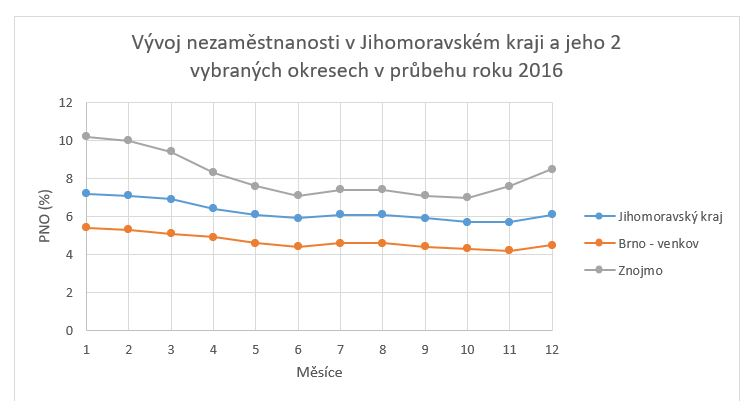 Vývoj nezaměstnanosti v Jihomoravském kraji a jeho 2
vybraných okresech v průbehu roku 2016
PNO (%)
12
10
8
6
4
2
0
1 2 3 4 5 6 7 8 9 10 11 12
Měsíce
Jihomoravský kraj
Brno - venkov
Znojmo